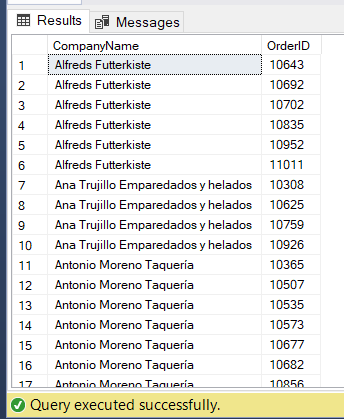 Results Messages
CompanyName OrderID
1 Alfreds Futterkiste 10643
2 Alfreds Futterkiste 10692
3 Alfreds Futterkiste 10702
4 Alfreds Futterkiste 10835
5 Alfreds Futterkiste 10952
6 Alfreds Futterkiste 11011
7 Ana Trujillo Emparedados y helados 10308
8 Ana Trujillo Emparedados y helados 10625
9 Ana Trujillo Emparedados y helados 10759
10 Ana Trujillo Emparedados y helados 10926
11 Antonio Moreno Taquería 10365
12 Antonio Moreno Taquería 10507
13 Antonio Moreno Taquería 10535
14 Antonio Moreno Taquería 10573
15 Antonio Moreno Taquería 10677
16 Antonio Moreno Taquería 10682
17 Antonio Moreno Taquería 10856
Query executed successfully.